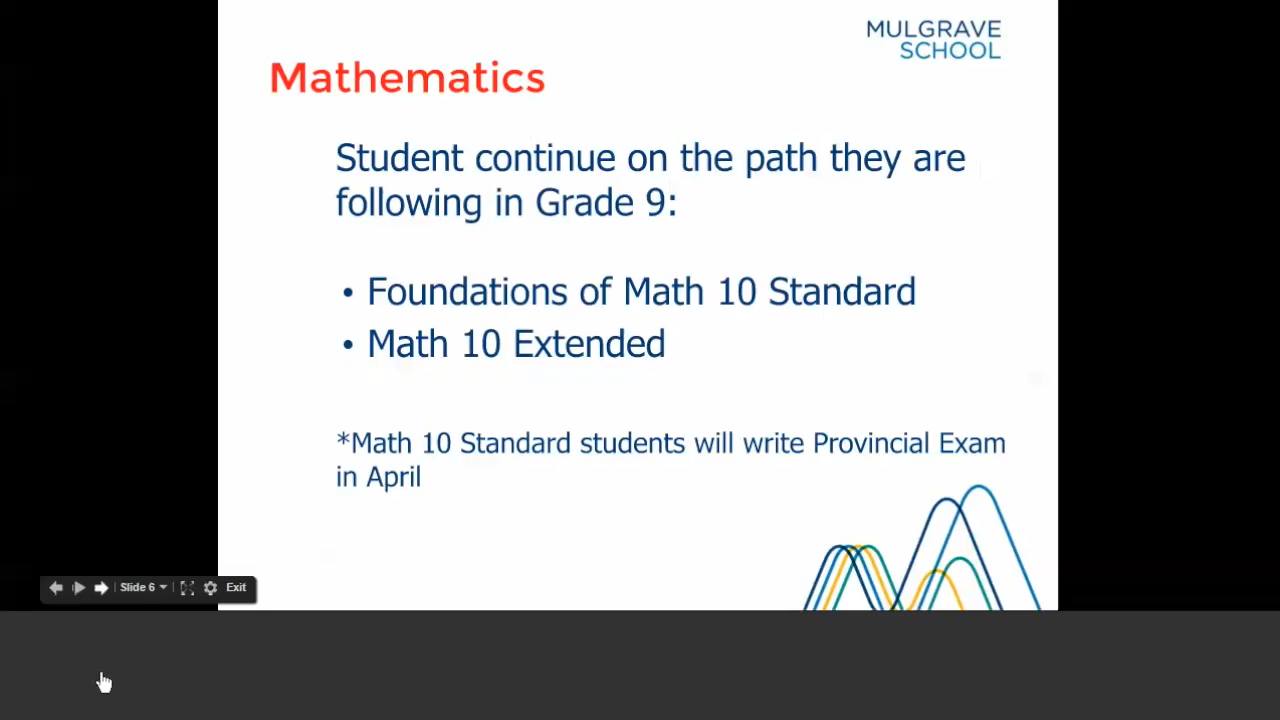 MULGRAVE
SCHOOL
Mathematics
Student continue on the path they are
following in Grade 9:
• Foundations of Math 10 Standard
• Math 10 Extended
*Math 10 Standard students will write Provincial Exam
in April
Slide 6 Exit